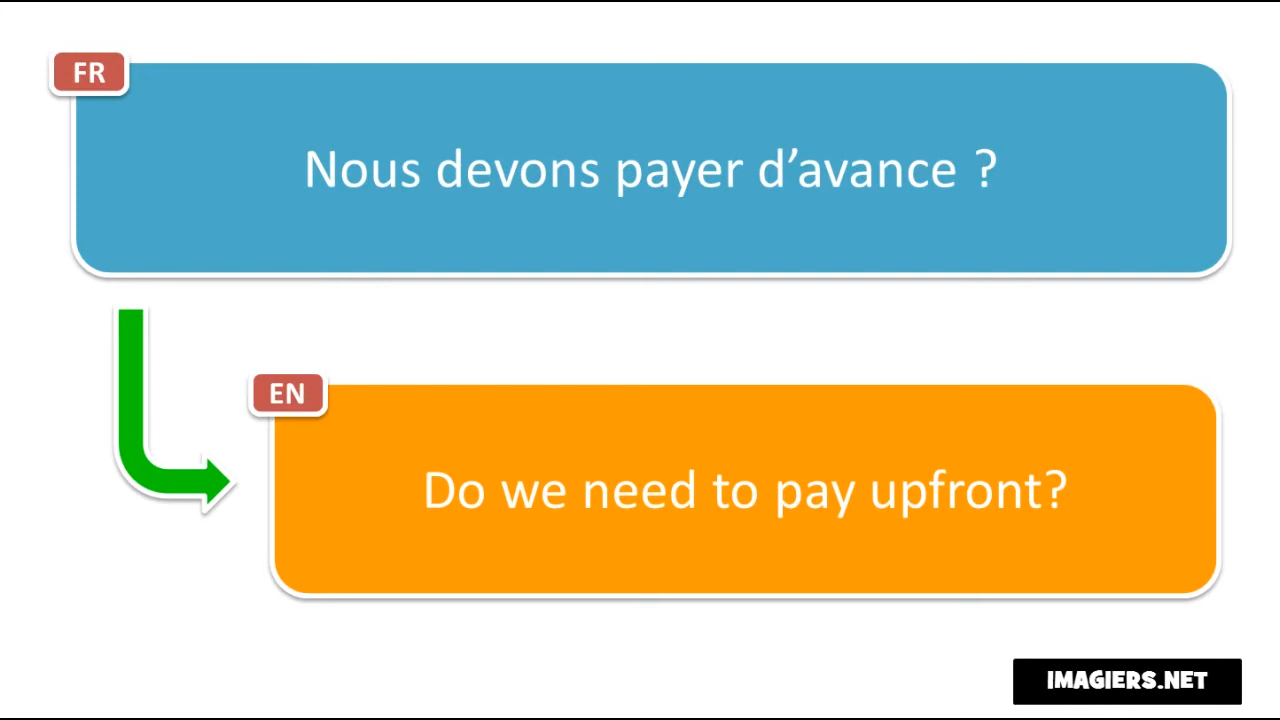 FR
Nous devons payer d’avance ?
EN
Do we need to pay upfront?
IMAGIERS.NET